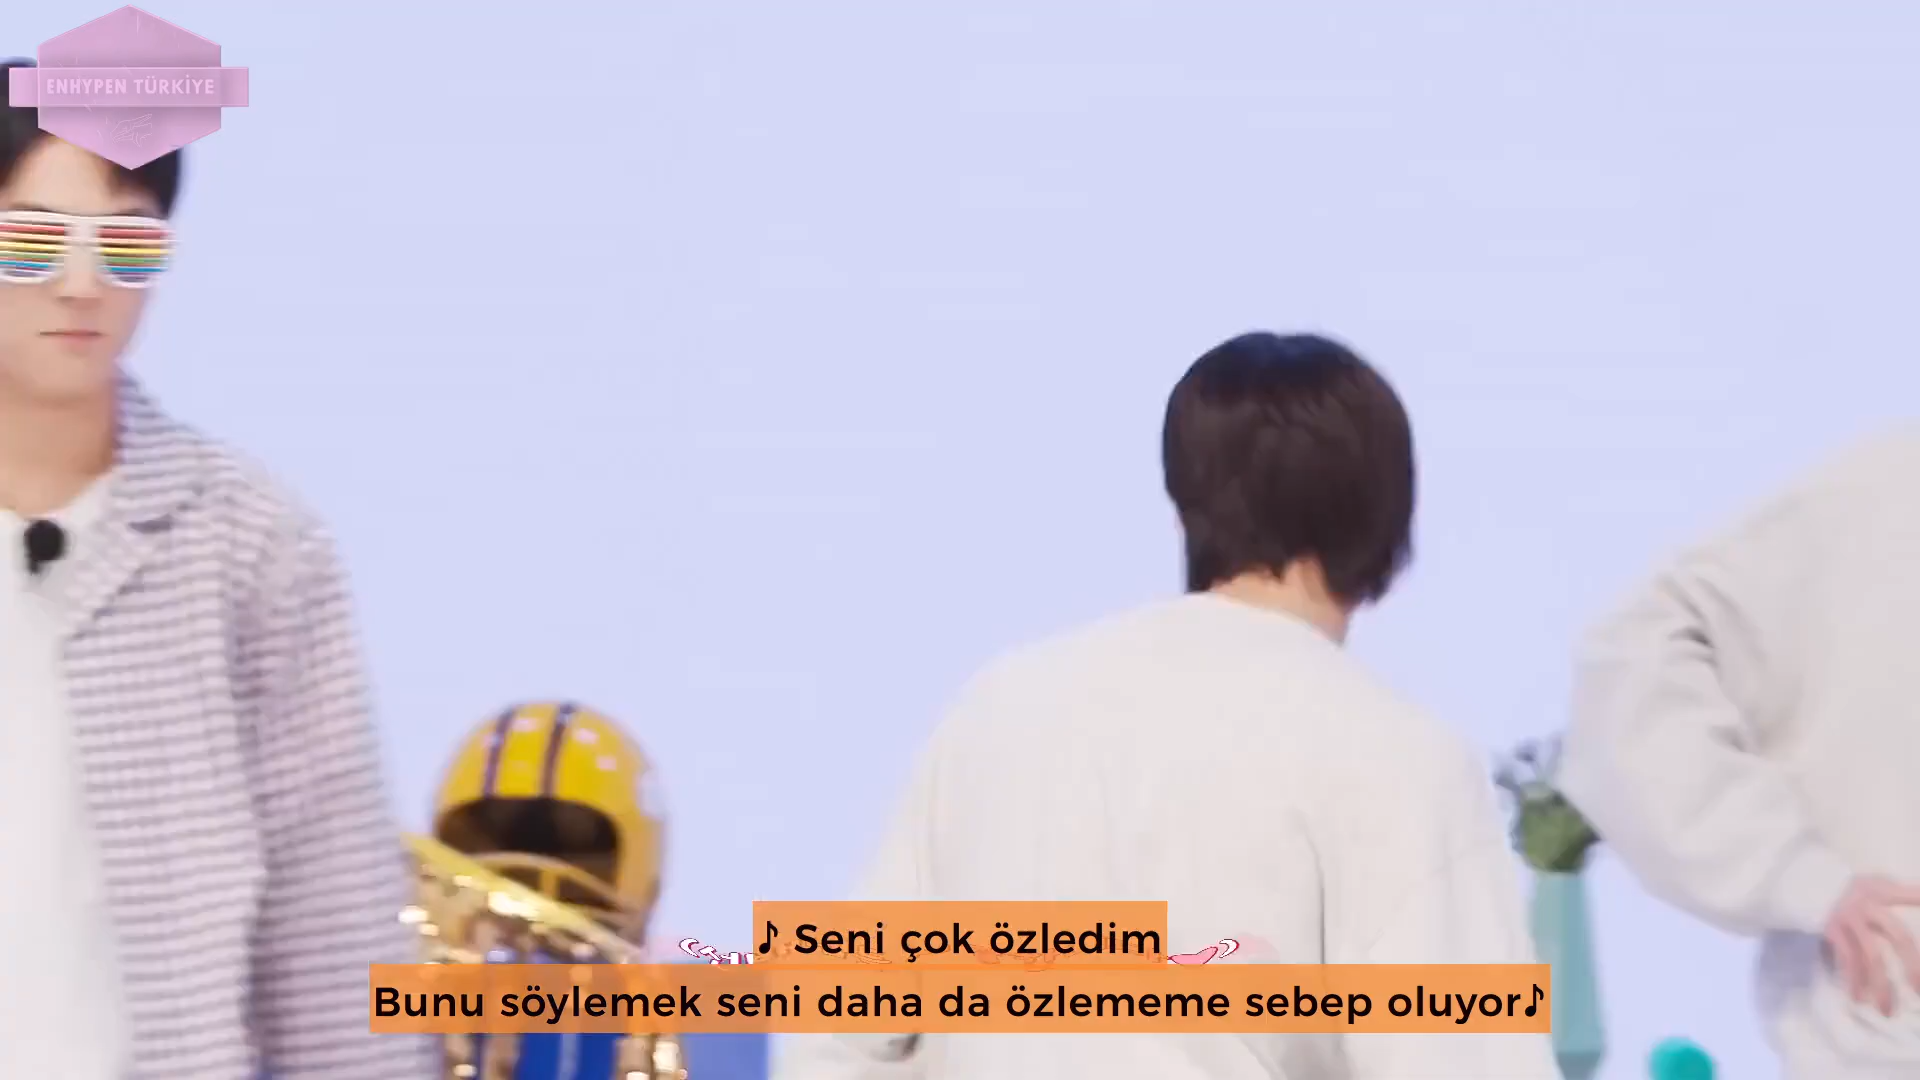 ENHYPEN TÜRKİYE
♪ Seni çok özledim
Bunu söylemek seni daha da özlememe sebep oluyor♪